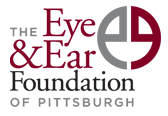 THE Eye
& Ear
Foundation
OF PITTSBURGH